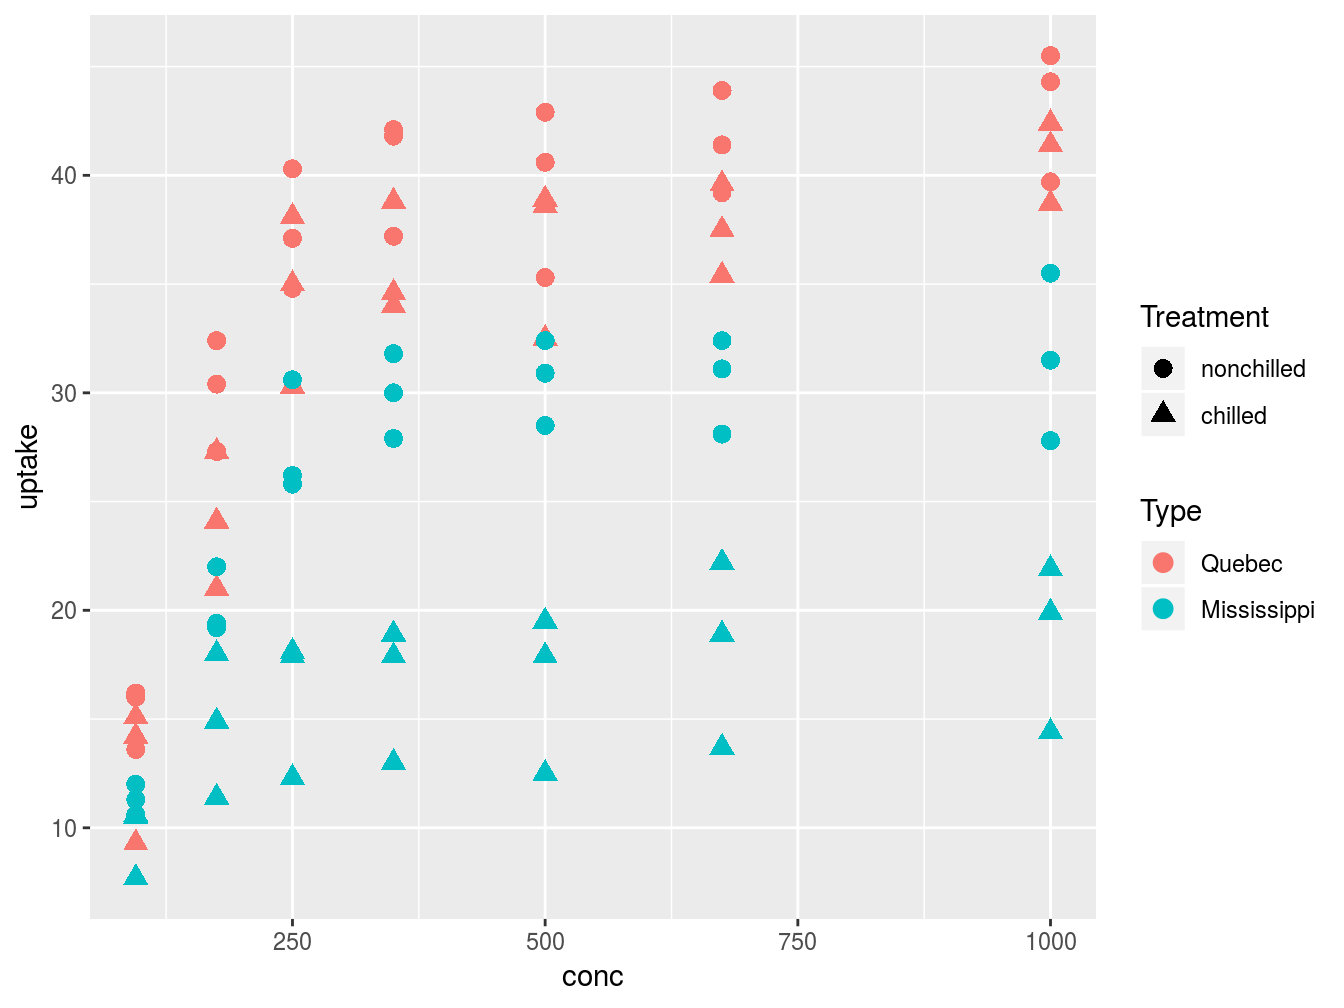 40
30
20
10
uptake
250
500
750
1000
conc
Treatment
nonchilled
chilled
Type
Quebec
Mississippi